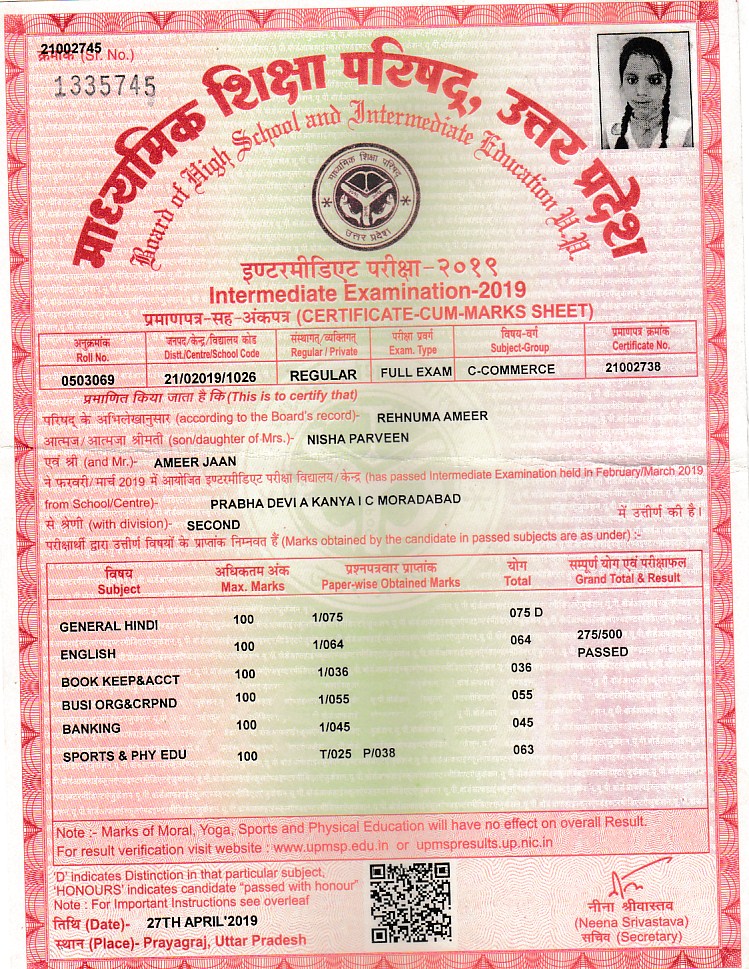 21002745
क्रमांक (Sr. No.)
1335745
माध्यमिक शिक्षा परिषद्, उत्तर प्रदेश
Board of High School and Intermediate Education U.P.
माध्यमिक शिक्षा परिषद्
उत्तर प्रदेश
इण्टरमीडिएट परीक्षा-२०१९
Intermediate Examination-2019
प्रमाणपत्र-सह-अंकपत्र (CERTIFICATE-CUM-MARKS SHEET)
अनुक्रमांक जनपद/केन्द्र/विद्यालय कोड संस्थागत/व्यक्तिगत परीक्षा प्रवर्ग विषय-वर्ग प्रमाणपत्र क्रमांक
Roll No. Distt./Centre/School Code Regular / Private Exam. Type Subject-Group Certificate No.
0503069 21/02019/1026 REGULAR FULL EXAM C-COMMERCE 21002738
प्रमाणित किया जाता है कि (This is to certify that)
परिषद् के अभिलेखानुसार (according to the Board's record)- REHNUMA AMEER
आत्मज/आत्मजा श्रीमती (son/daughter of Mrs.)- NISHA PARVEEN
एवं श्री (and Mr.)- AMEER JAAN
ने फरवरी/मार्च 2019 में आयोजित इण्टरमीडिएट परीक्षा विद्यालय/केन्द्र (has passed Intermediate Examination held in February/March 2019
from School/Centre)- PRABHA DEVI A KANYA I C MORADABAD
से श्रेणी (with division)- SECOND में उत्तीर्ण की है।
परीक्षार्थी द्वारा उत्तीर्ण विषयों के प्राप्तांक निम्नवत हैं (Marks obtained by the candidate in passed subjects are as under) :-
विषय अधिकतम अंक प्रश्नपत्रवार प्राप्तांक योग सम्पूर्ण योग एवं परीक्षाफल
Subject Max. Marks Paper-wise Obtained Marks Total Grand Total & Result
GENERAL HINDI 100 1/075 075 D
ENGLISH 100 1/064 064 275/500
PASSED
BOOK KEEP&ACCT 100 1/036 036
BUSI ORG&CRPND 100 1/055 055
BANKING 100 1/045 045
SPORTS & PHY EDU 100 T/025 P/038 063
Note :- Marks of Moral, Yoga, Sports and Physical Education will have no effect on overall Result.
For result verification visit website : www.upmsp.edu.in or upmspresults.up.nic.in
'D' indicates Distinction in that particular subject,
'HONOURS' indicates candidate "passed with honour"
Note : For Important Instructions see overleaf
तिथि (Date)- 27TH APRIL'2019
स्थान (Place)- Prayagraj, Uttar Pradesh
नीना श्रीवास्तव
(Neena Srivastava)
सचिव (Secretary)